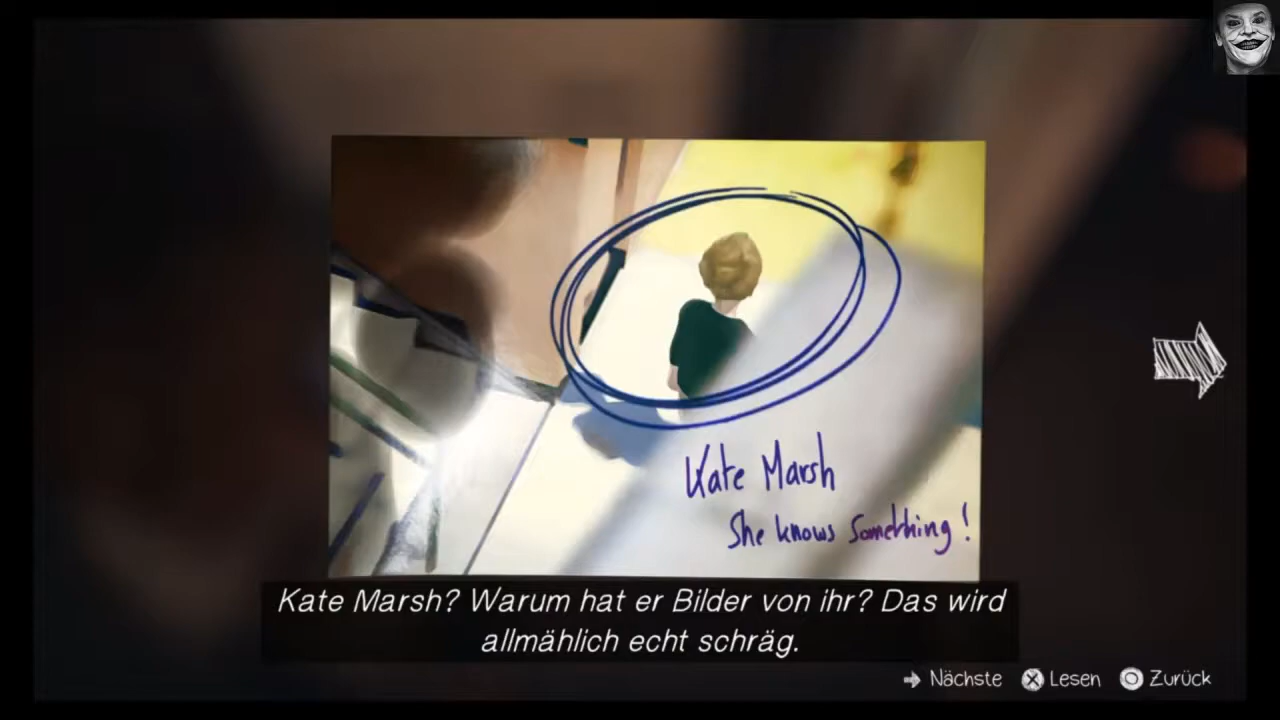 Kate Marsh
She knows Something!
Kate Marsh? Warum hat er Bilder von ihr? Das wird
allmählich echt schräg.
Nächste Lesen Zurück